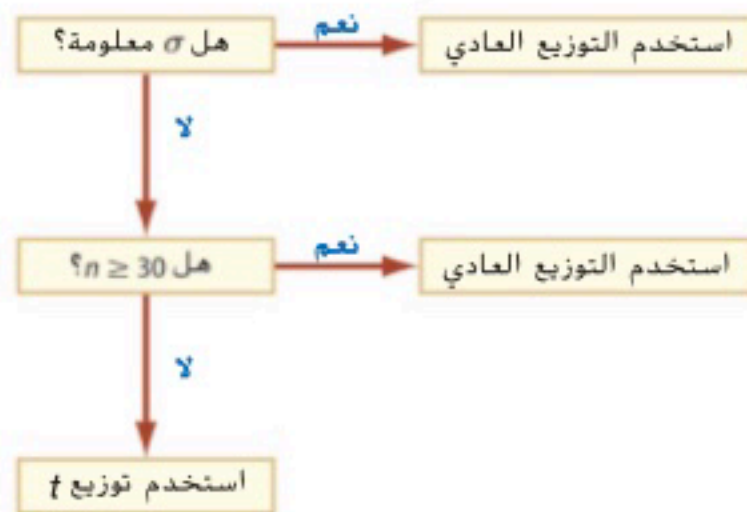 هل σ معلومة؟
نعم
استخدم التوزيع العادي
لا
هل n ≥ 30؟
نعم
استخدم التوزيع العادي
لا
استخدم توزيع t